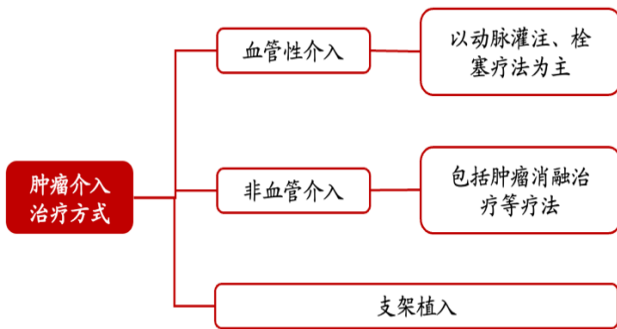 肿瘤介入
治疗方式
血管性介入
以动脉灌注、栓
塞疗法为主
非血管介入
包括肿瘤消融治
疗等疗法
支架植入